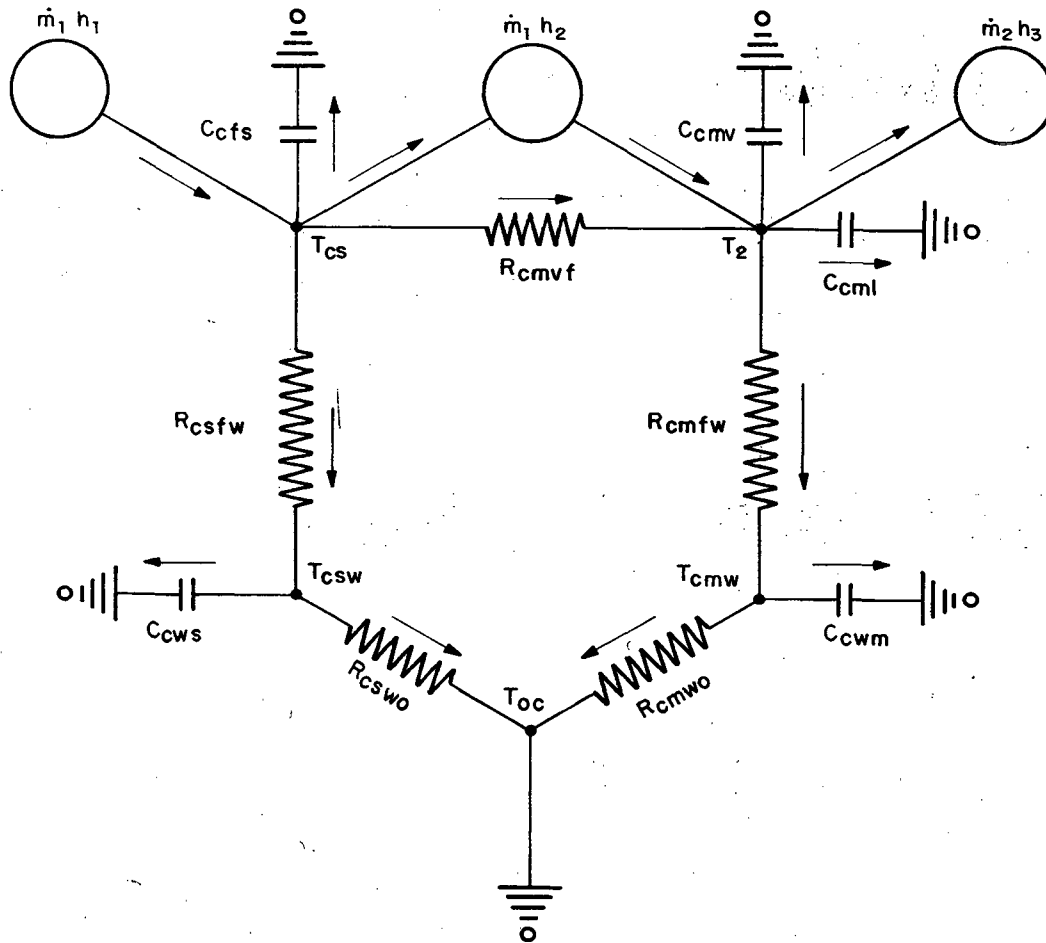 ṁ₁ h₁
ṁ₁ h₂
ṁ₂ h₃
Ccfs
Ccmv
Tcs
Rcmvf
T₂
Ccml
Rcsfw
Rcmfw
Tcsw
Tcmw
Ccws
Ccwm
Rcswo
Rcmwo
Toc